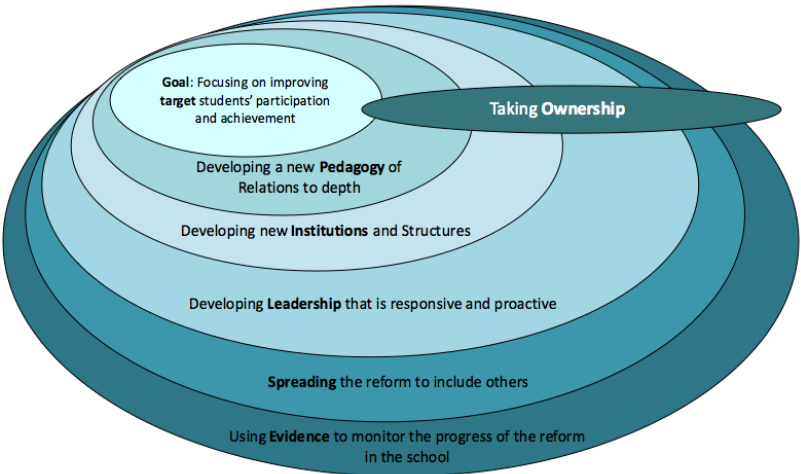 Goal: Focusing on improving
target students' participation
and achievement
Taking Ownership
Developing a new Pedagogy of
Relations to depth
Developing new Institutions and Structures
Developing Leadership that is responsive and proactive
Spreading the reform to include others
Using Evidence to monitor the progress of the reform
in the school